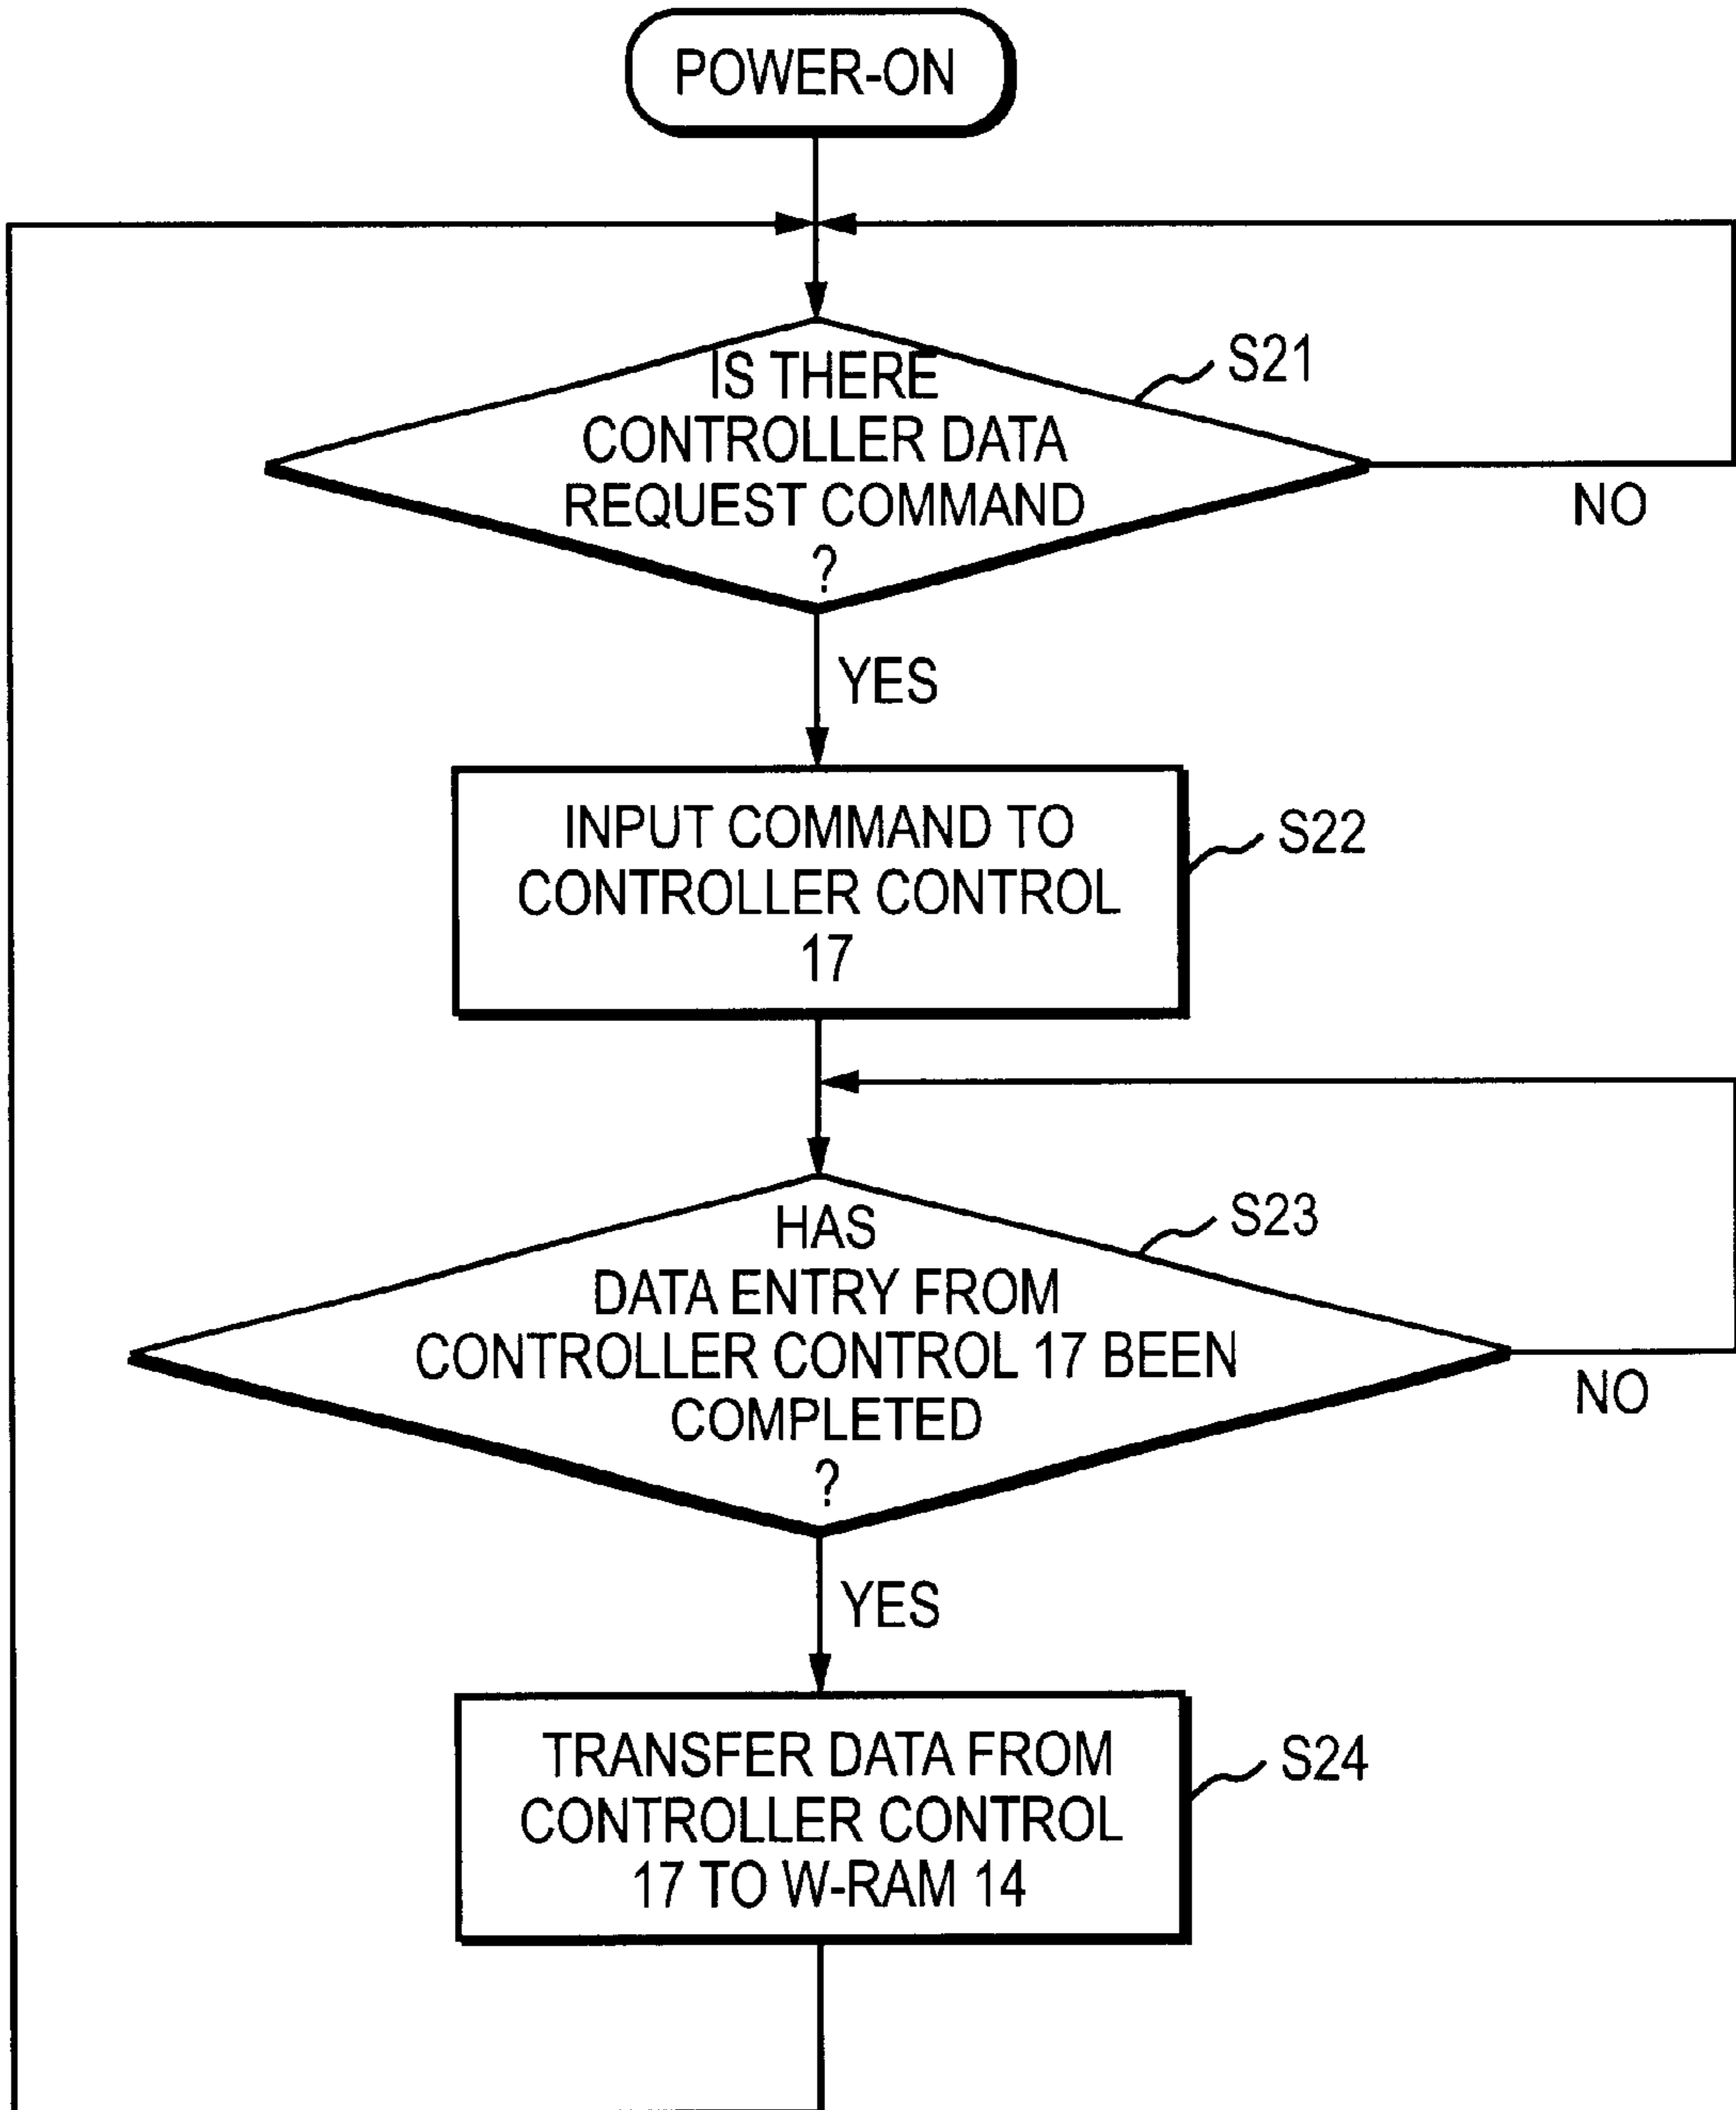 POWER-ON
IS THERE
CONTROLLER DATA
REQUEST COMMAND
?
S21
NO
YES
INPUT COMMAND TO
CONTROLLER CONTROL
17
S22
HAS
DATA ENTRY FROM
CONTROLLER CONTROL 17 BEEN
COMPLETED
?
S23
NO
YES
TRANSFER DATA FROM
CONTROLLER CONTROL
17 TO W-RAM 14
S24